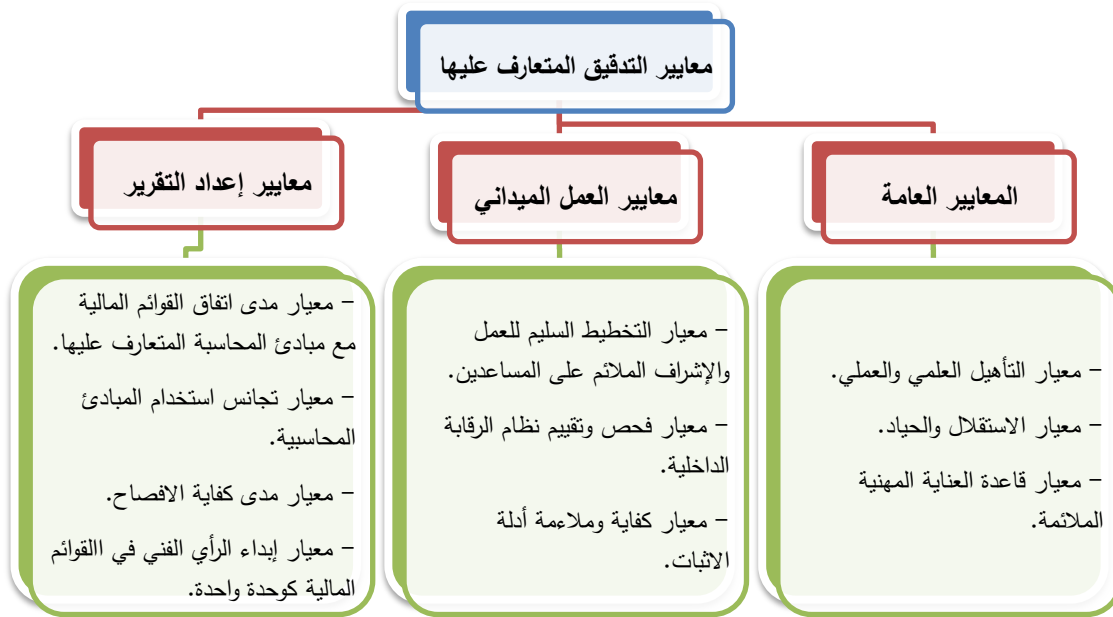 معايير التدقيق المتعارف عليها
المعايير العامة
معايير العمل الميداني
معايير إعداد التقرير
– معيار التأهيل العلمي والعملي.
– معيار الاستقلال والحياد.
– معيار قاعدة العناية المهنية
الملائمة.
– معيار التخطيط السليم للعمل
والإشراف الملائم على المساعدين.
– معيار فحص وتقييم نظام الرقابة
الداخلية.
– معيار كفاية وملاءمة أدلة
الاثبات.
– معيار مدى اتفاق القوائم المالية
مع مبادئ المحاسبة المتعارف عليها.
– معيار تجانس استخدام المبادئ
المحاسبية.
– معيار مدى كفاية الافصاح.
– معيار إبداء الرأي الفني في االقوائم
المالية كوحدة واحدة.